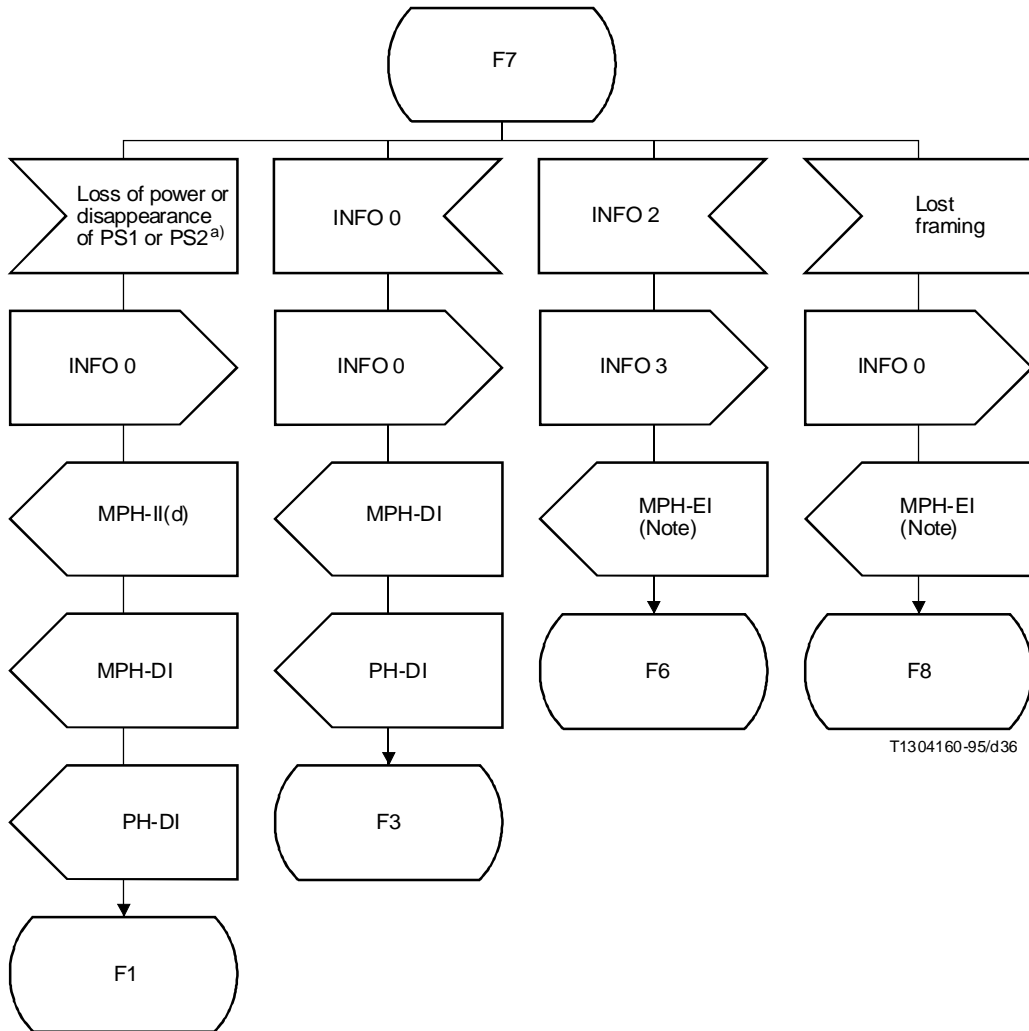 F7
Loss of power or
disappearance
of PS1 or PS2a)
INFO 0
INFO 2
Lost
framing
INFO 0
INFO 0
INFO 3
INFO 0
MPH-II(d)
MPH-DI
MPH-EI
(Note)
MPH-EI
(Note)
MPH-DI
PH-DI
F6
F8
T1304160-95/d36
PH-DI
F3
F1